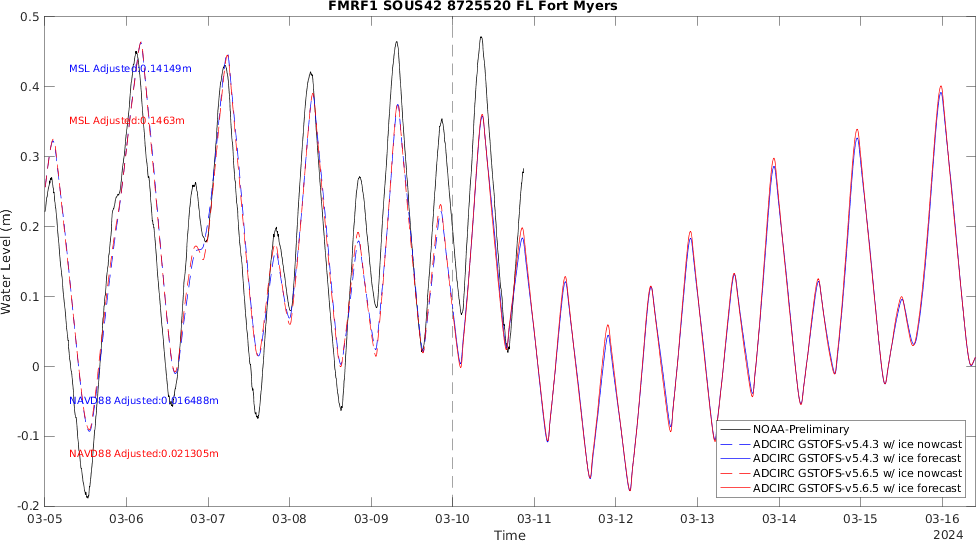 FMRF1 SOUS42 8725520 FL Fort Myers
0.5
0.4
0.3
0.2
0.1
0
-0.1
-0.2
Water Level (m)
MSL Adjusted:0.14149m
MSL Adjusted:0.1463m
NAVD88 Adjusted:0.016488m
NAVD88 Adjusted:0.021305m
NOAA-Preliminary
ADCIRC GSTOFS-v5.4.3 w/ ice nowcast
ADCIRC GSTOFS-v5.4.3 w/ ice forecast
ADCIRC GSTOFS-v5.6.5 w/ ice nowcast
ADCIRC GSTOFS-v5.6.5 w/ ice forecast
03-05 03-06 03-07 03-08 03-09 03-10 03-11 03-12 03-13 03-14 03-15 03-16
Time
2024